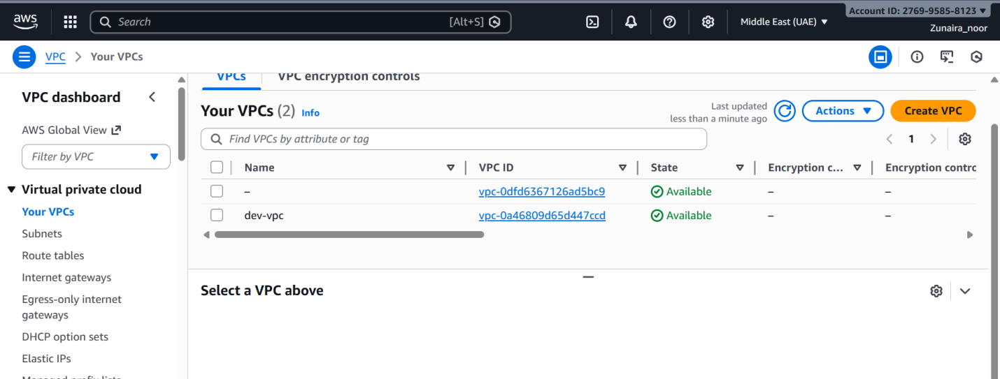 aws
Search [Alt+S]
Middle East (UAE)
Account ID: 2769-9585-8123
Zunaira_noor
VPC > Your VPCs
VPC dashboard
AWS Global View
Filter by VPC
Virtual private cloud
Your VPCs
Subnets
Route tables
Internet gateways
Egress-only internet
gateways
DHCP option sets
Elastic IPs
Managed prefix lists
VPCs VPC encryption controls
Your VPCs (2) Info
Last updated
less than a minute ago
Actions
Create VPC
Find VPCs by attribute or tag
1
Name VPC ID State Encryption c... Encryption contro
– vpc-0dfd6367126ad5bc9 Available – –
dev-vpc vpc-0a46809d65d447ccd Available – –
Select a VPC above